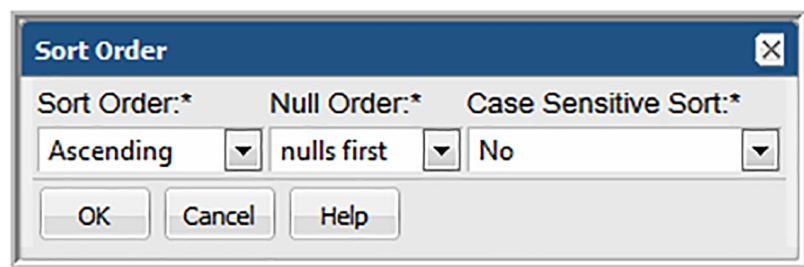 Sort Order
Sort Order:* Null Order:* Case Sensitive Sort:*
Ascending nulls first No
OK Cancel Help